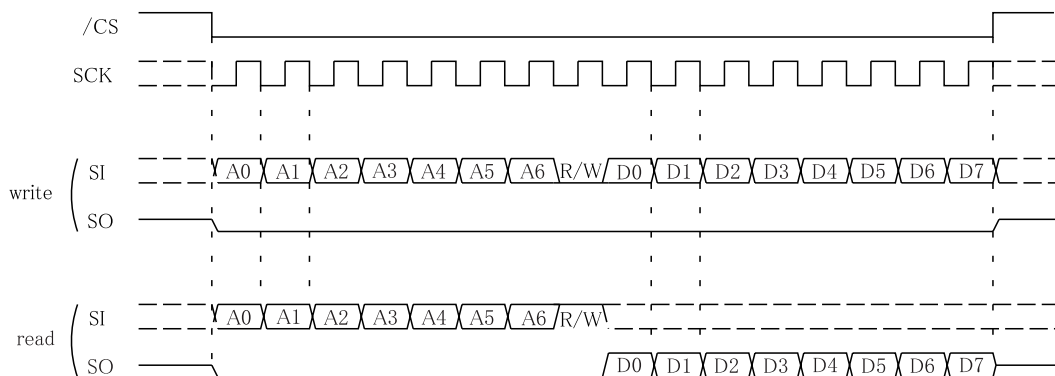 /CS
SCK
write
SI A0 A1 A2 A3 A4 A5 A6 R/W D0 D1 D2 D3 D4 D5 D6 D7
SO
read
SI A0 A1 A2 A3 A4 A5 A6 R/W
SO D0 D1 D2 D3 D4 D5 D6 D7